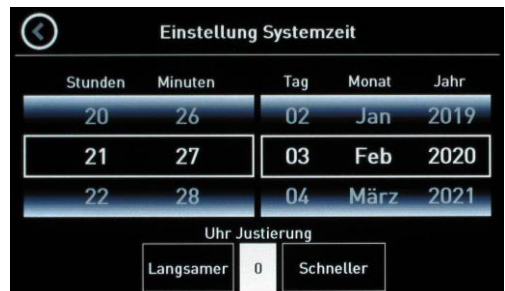 Einstellung Systemzeit
Stunden Minuten Tag Monat Jahr
20 26 02 Jan 2019
21 27 03 Feb 2020
22 28 04 März 2021
Uhr Justierung
Langsamer 0 Schneller